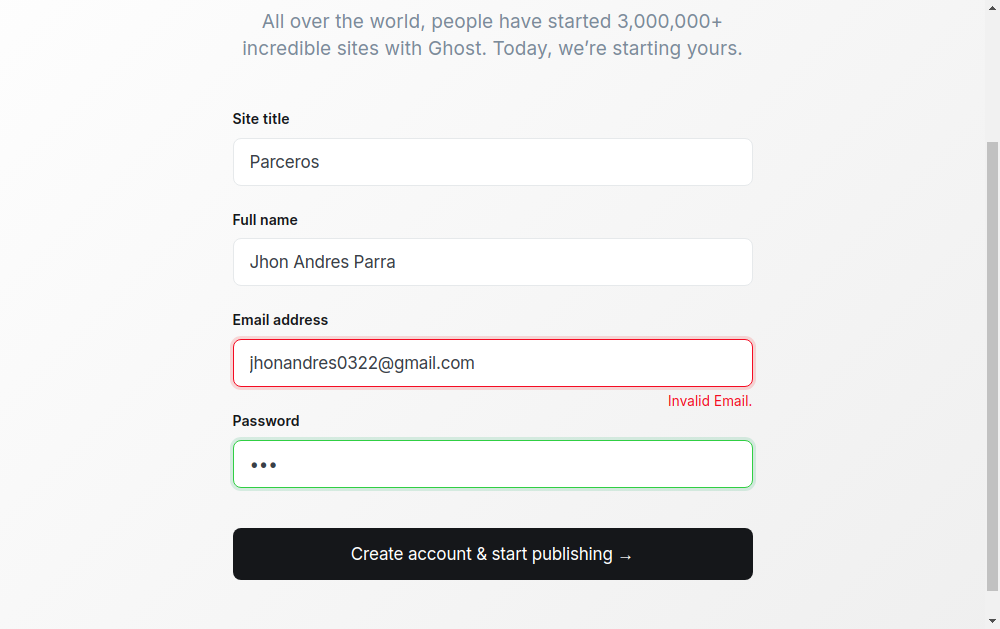 All over the world, people have started 3,000,000+
incredible sites with Ghost. Today, we’re starting yours.
Site title
Parceros
Full name
Jhon Andres Parra
Email address
jhonandres0322@gmail.com
Invalid Email.
Password
•••
Create account & start publishing →